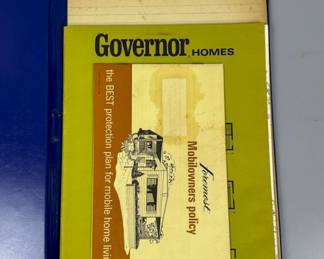 Governor HOMES
foremost
Mobilowners policy
the BEST protection plan for mobile home livin